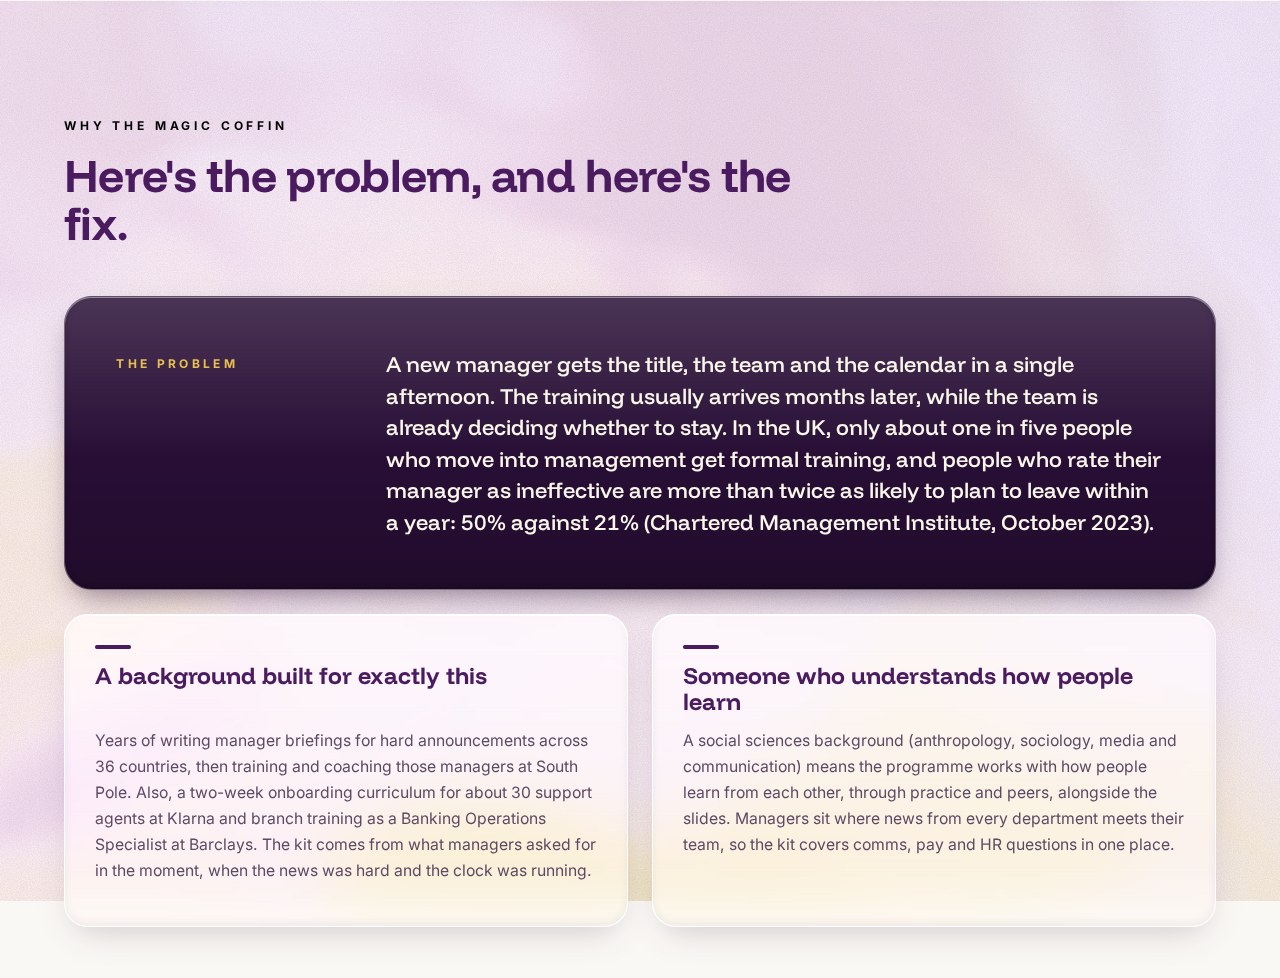 WHY THE MAGIC COFFIN
Here's the problem, and here's the
fix.
THE PROBLEM
A new manager gets the title, the team and the calendar in a single
afternoon. The training usually arrives months later, while the team is
already deciding whether to stay. In the UK, only about one in five people
who move into management get formal training, and people who rate their
manager as ineffective are more than twice as likely to plan to leave within
a year: 50% against 21% (Chartered Management Institute, October 2023).
A background built for exactly this
Years of writing manager briefings for hard announcements across
36 countries, then training and coaching those managers at South
Pole. Also, a two-week onboarding curriculum for about 30 support
agents at Klarna and branch training as a Banking Operations
Specialist at Barclays. The kit comes from what managers asked for
in the moment, when the news was hard and the clock was running.
Someone who understands how people
learn
A social sciences background (anthropology, sociology, media and
communication) means the programme works with how people
learn from each other, through practice and peers, alongside the
slides. Managers sit where news from every department meets their
team, so the kit covers comms, pay and HR questions in one place.